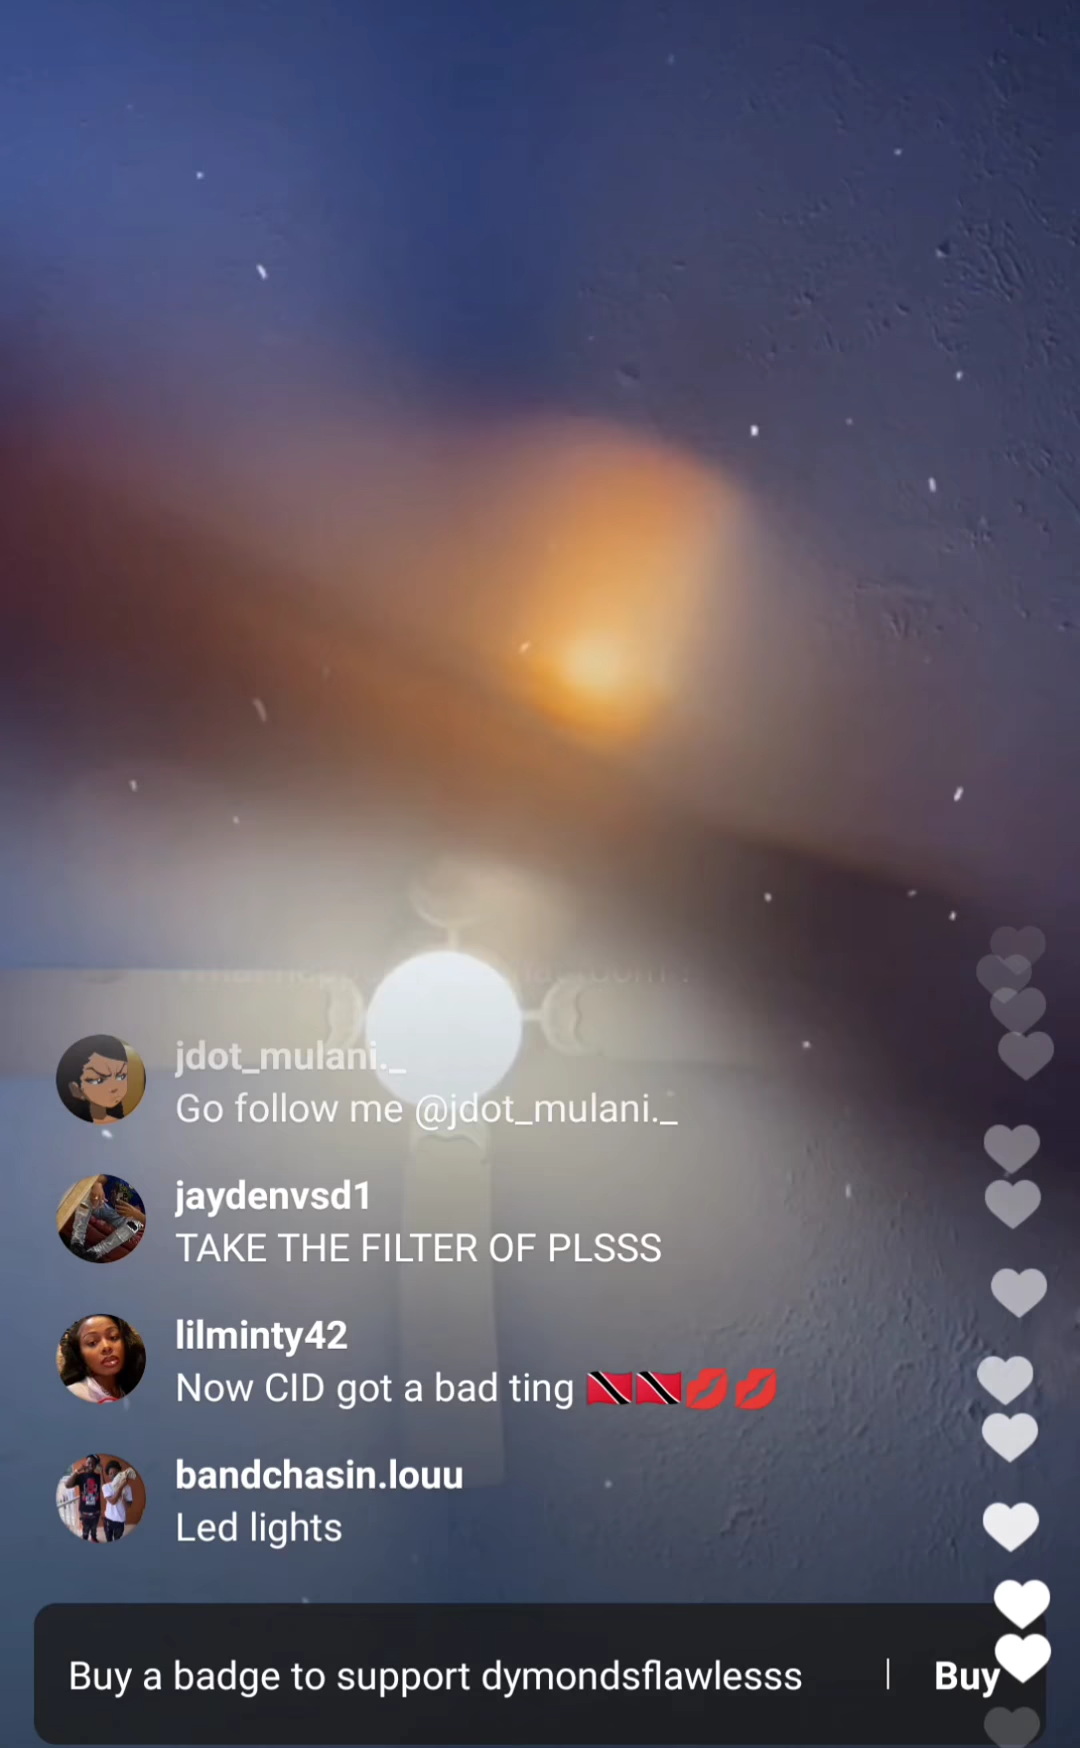 jdot_mulani._
Go follow me @jdot_mulani._
jaydenvsd1
TAKE THE FILTER OF PLSSS
lilminty42
Now CID got a bad ting 🇹🇹🇹🇹💋💋
bandchasin.louu
Led lights
Buy a badge to support dymondsflawlesss | Buy